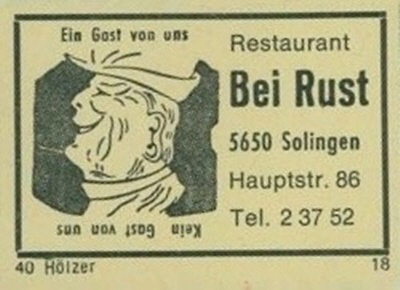 Ein Gast von uns
Restaurant
Bei Rust
5650 Solingen
Hauptstr. 86
Tel. 2 37 52
Kein Gast von uns
40 Hölzer
18